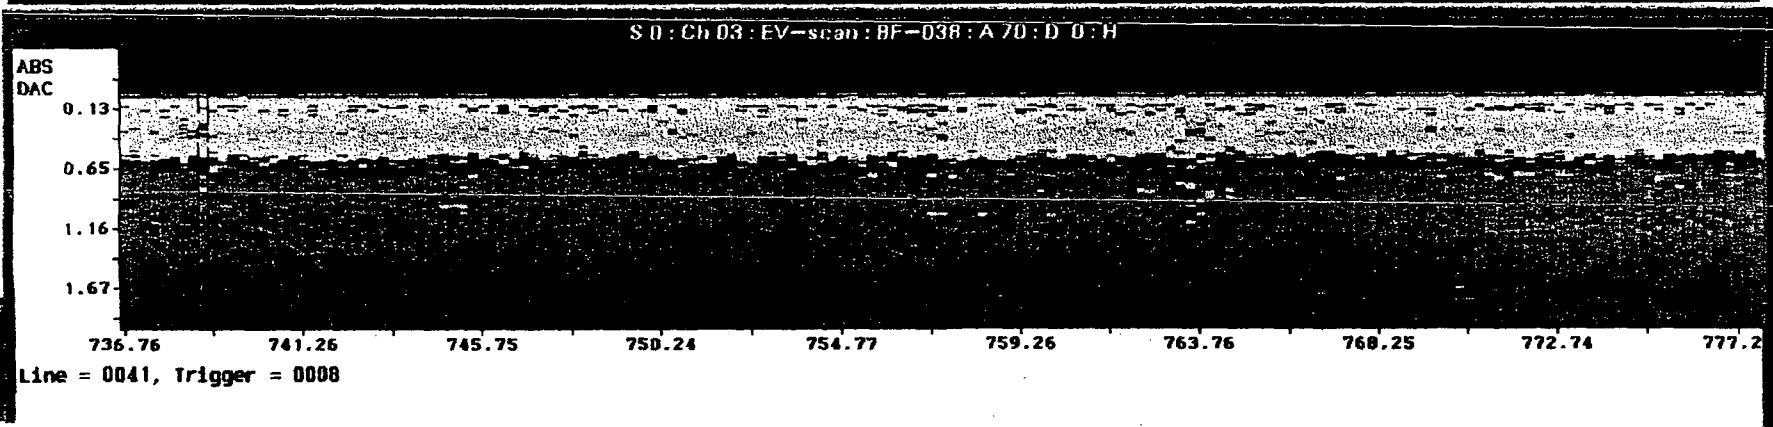 S 0 : Ch 03 : EV-scan : BF-038 : A 70 : D 0 : H
ABS
DAC
0.13
0.65
1.16
1.67
736.76 741.26 745.75 750.24 754.77 759.26 763.76 768.25 772.74 777.2
Line = 0041, Trigger = 0008